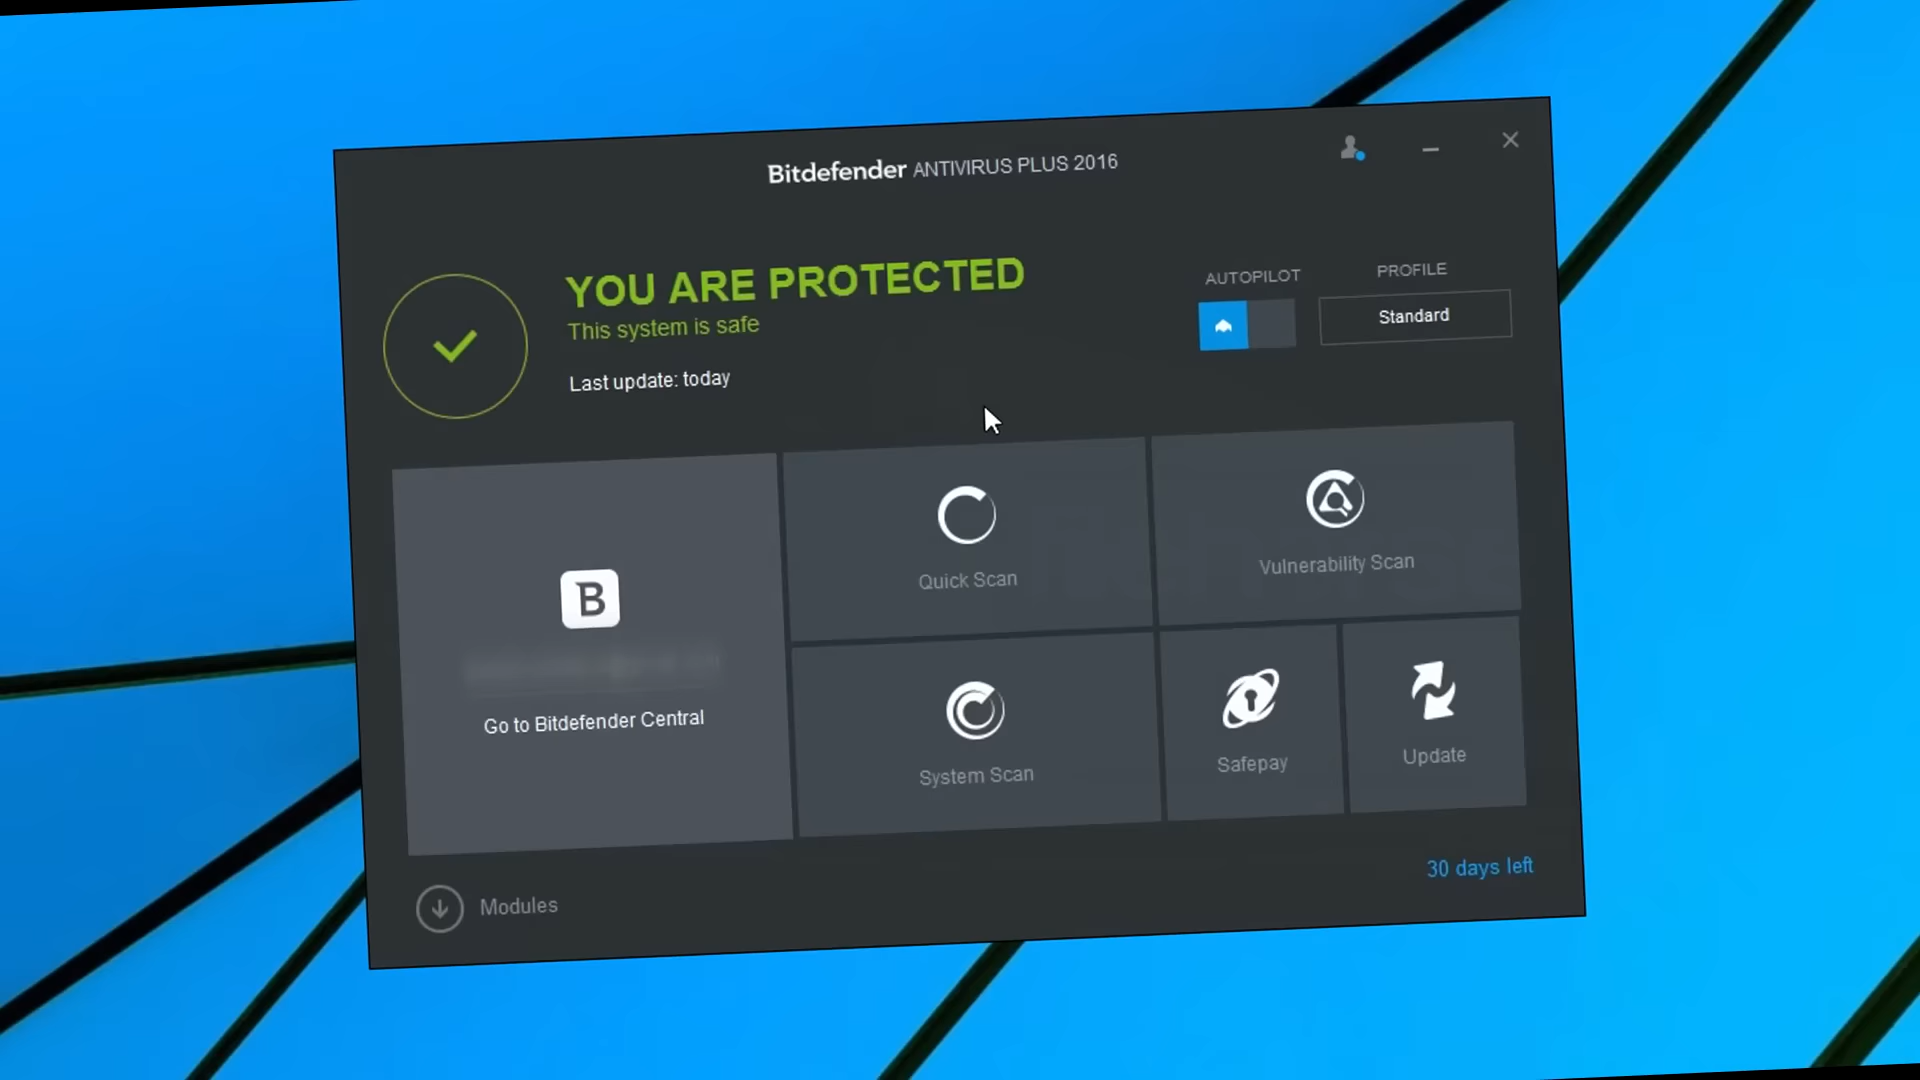 Bitdefender ANTIVIRUS PLUS 2016
YOU ARE PROTECTED
This system is safe
Last update: today
AUTOPILOT
PROFILE
Standard
B
Go to Bitdefender Central
Quick Scan
Vulnerability Scan
System Scan
Safepay
Update
Modules
30 days left